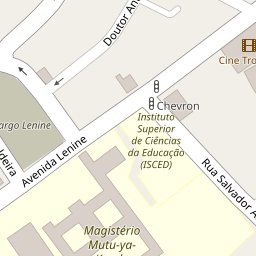 Doutor An
Cine Tro
Chevron
argo Lenine
Instituto
Superior
de Ciências
da Educação
(ISCED)
Avenida Lenine
ldeira
Rua Salvador A
Magistério
Mutu-ya-